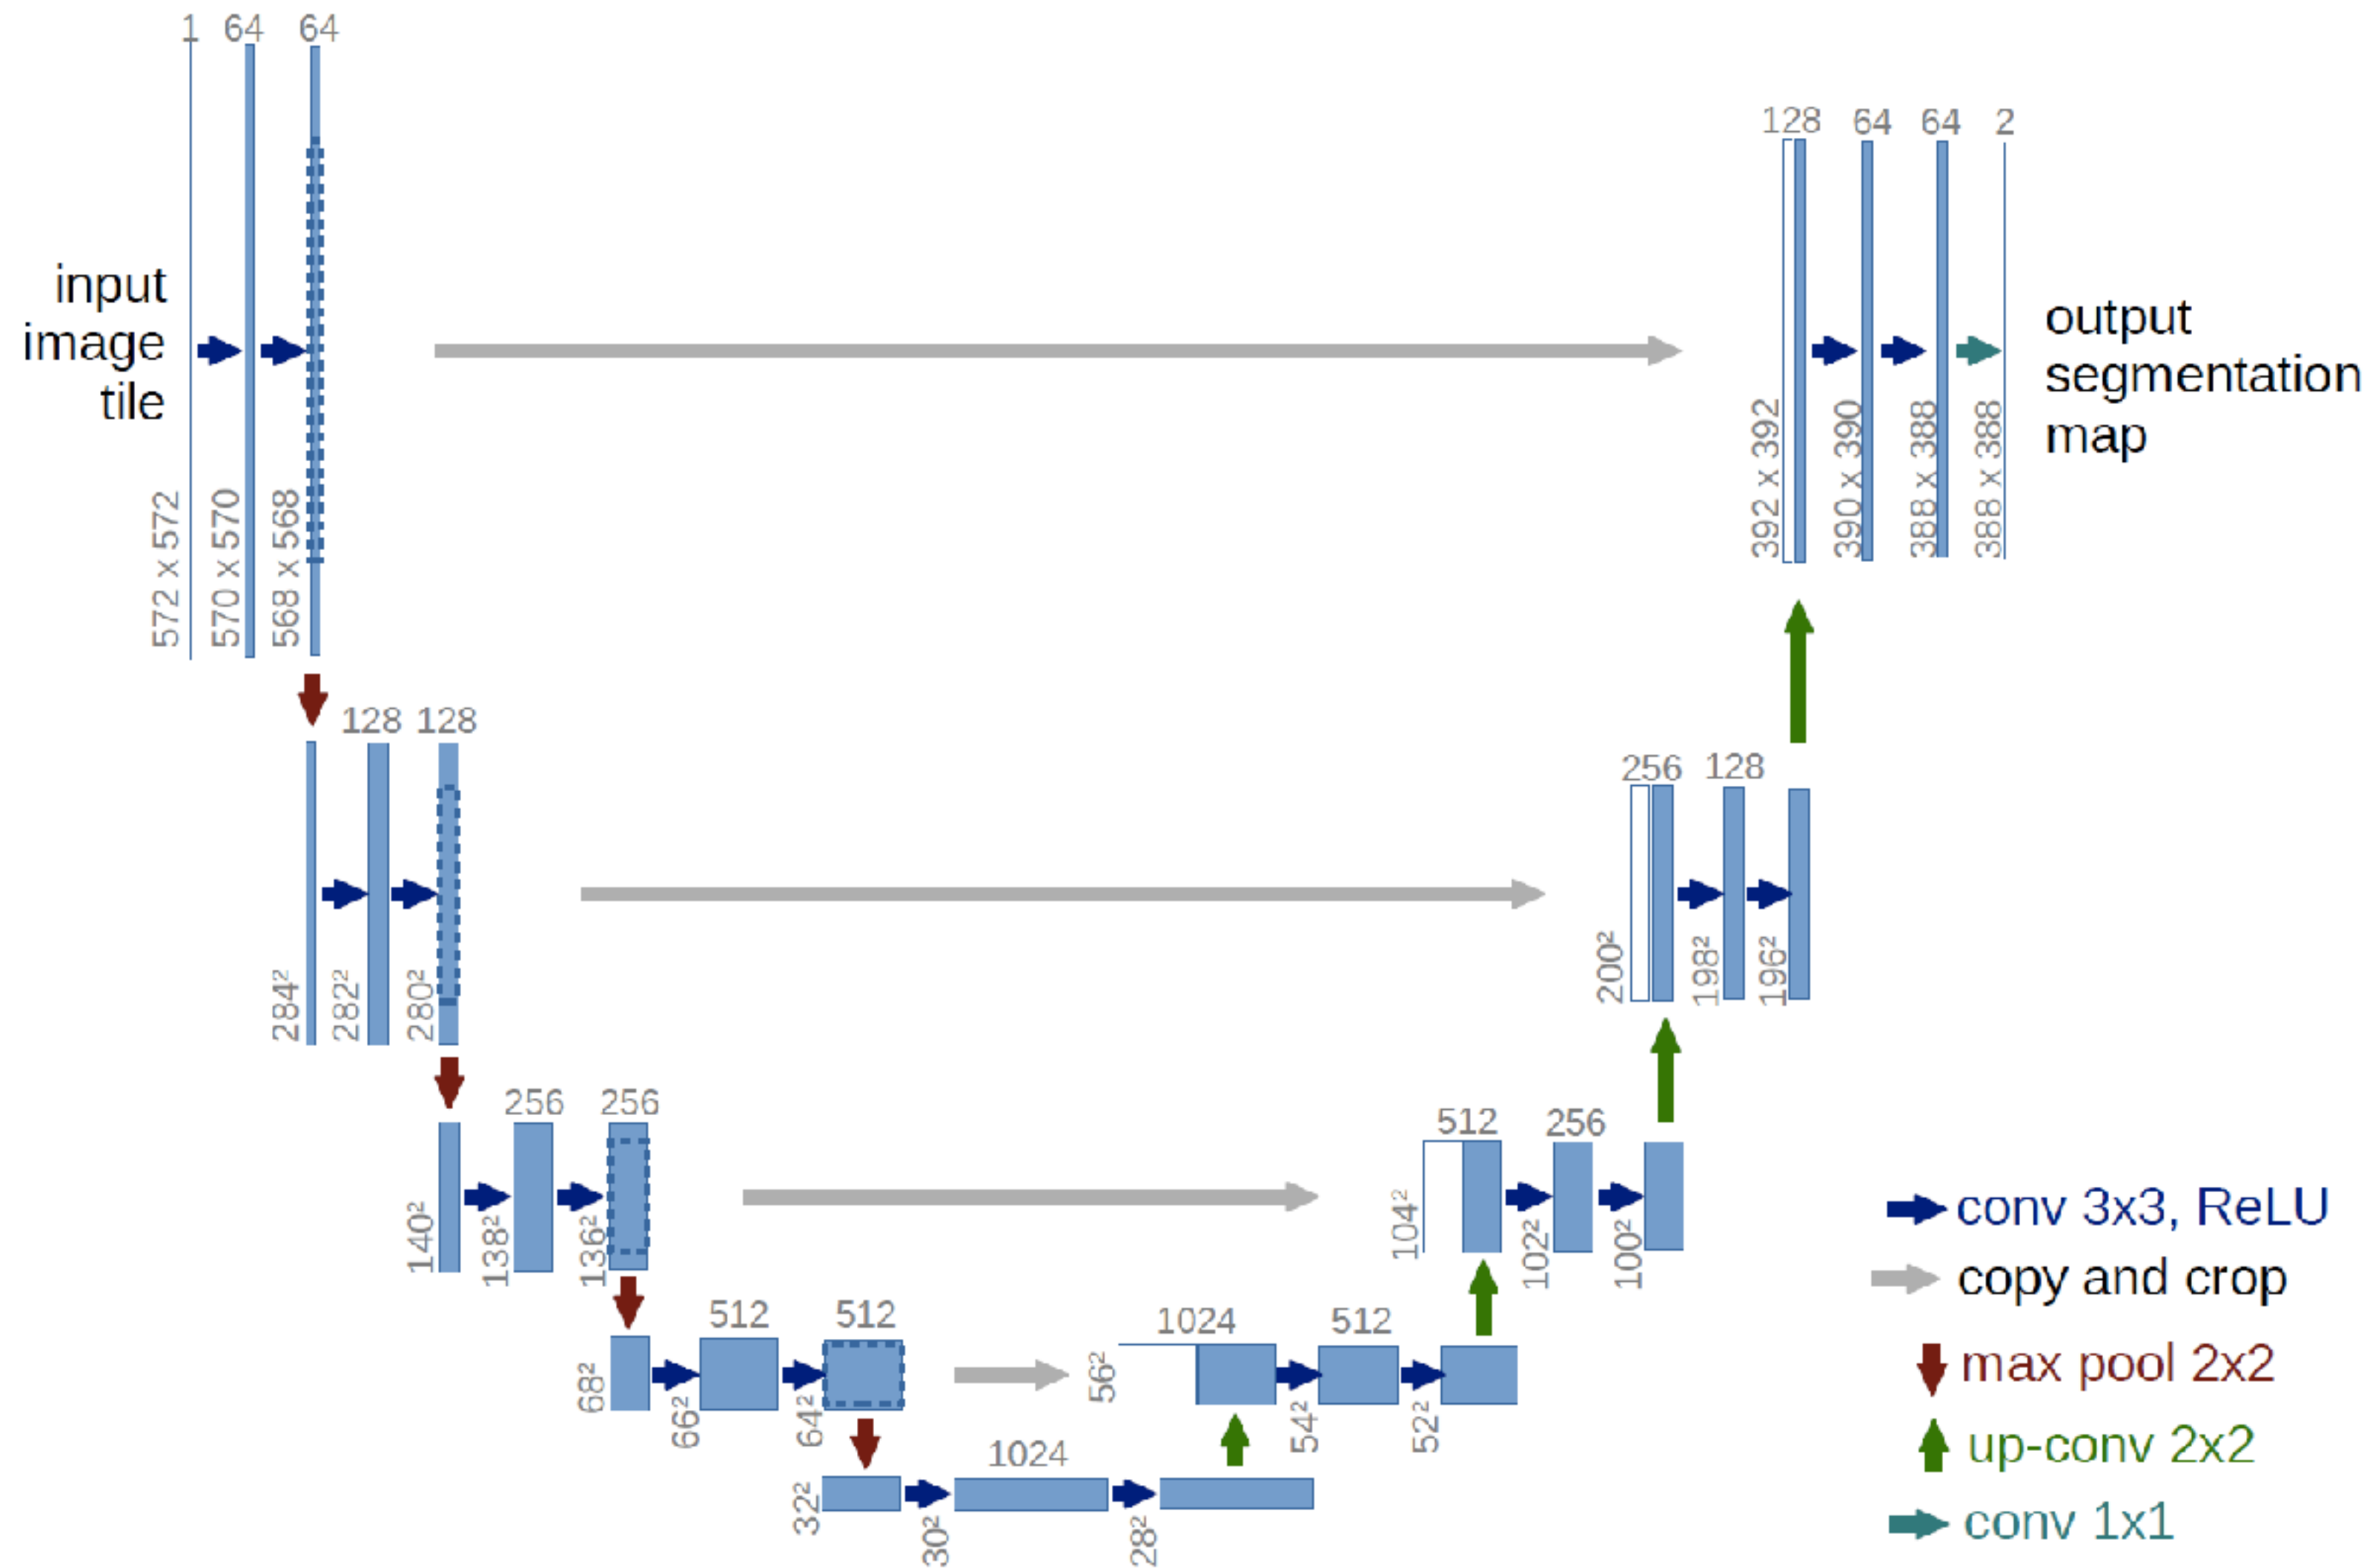 1 64 64
input
image
tile
572 x 572
570 x 570
568 x 568
128 64 64 2
392 x 392
390 x 390
388 x 388
388 x 388
output
segmentation
map
128 128
284²
282²
280²
256 128
200²
198²
196²
256 256
140²
138²
136²
512 256
104²
102²
100²
512 512
68²
66²
64²
1024 512
56²
54²
52²
1024
32²
30²
28²
conv 3x3, ReLU
copy and crop
max pool 2x2
up-conv 2x2
conv 1x1